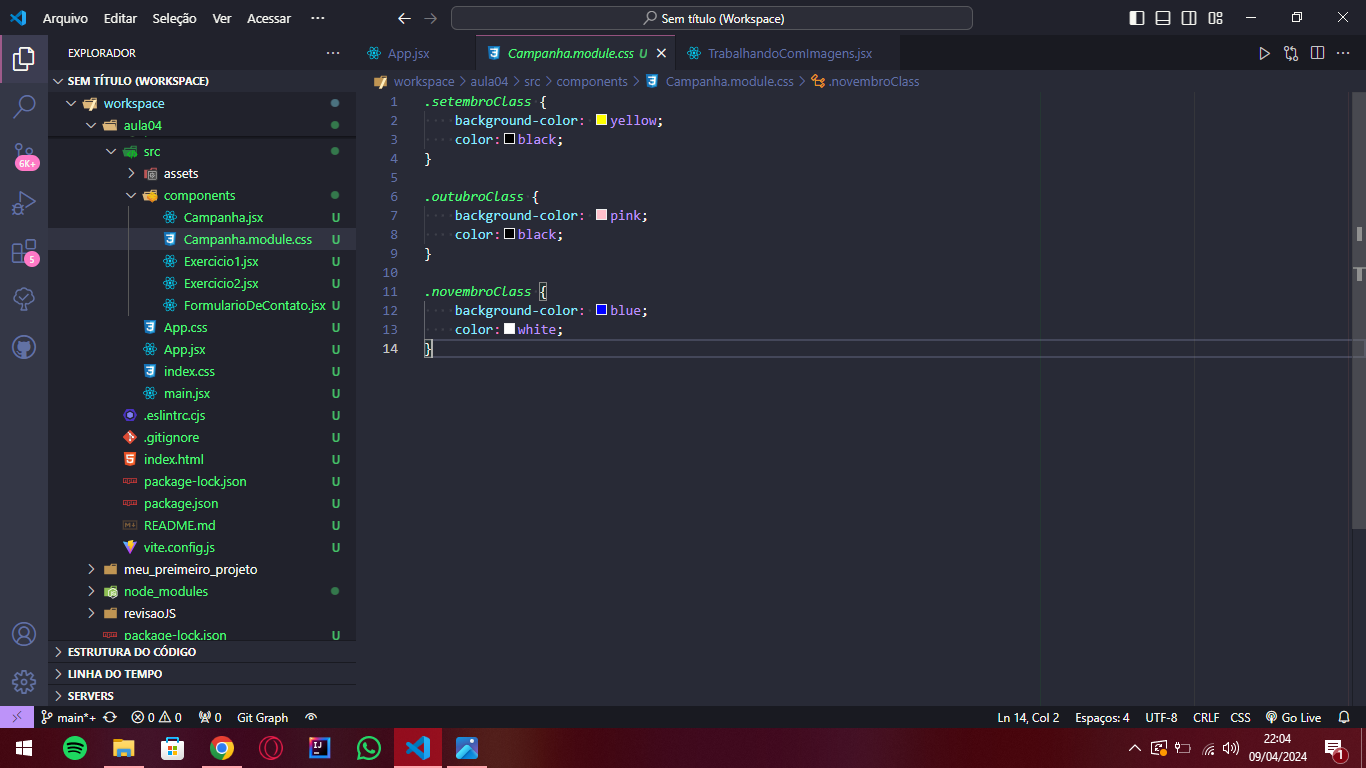 Arquivo Editar Seleção Ver Acessar ···
Sem título (Workspace)
EXPLORADOR ···
App.jsx
Campanha.module.css U
TrabalhandoComImagens.jsx
SEM TÍTULO (WORKSPACE)
workspace > aula04 > src > components > Campanha.module.css > .novembroClass
workspace
aula04
src
assets
components
Campanha.jsx U
Campanha.module.css U
Exercicio1.jsx U
Exercicio2.jsx U
FormularioDeContato.jsx U
App.css U
App.jsx U
index.css U
main.jsx U
.eslintrc.cjs U
.gitignore U
index.html U
package-lock.json U
package.json U
README.md U
vite.config.js U
meu_preimeiro_projeto
node_modules
revisaoJS
package-lock.json U
ESTRUTURA DO CÓDIGO
LINHA DO TEMPO
SERVERS
6K+
5
1 .setembroClass {
2 background-color: yellow;
3 color: black;
4 }
5
6 .outubroClass {
7 background-color: pink;
8 color: black;
9 }
10
11 .novembroClass {
12 background-color: blue;
13 color: white;
14 }
main*+ 0 0 0 Git Graph
Ln 14, Col 2 Espaços: 4 UTF-8 CRLF CSS Go Live
22:04
09/04/2024
1